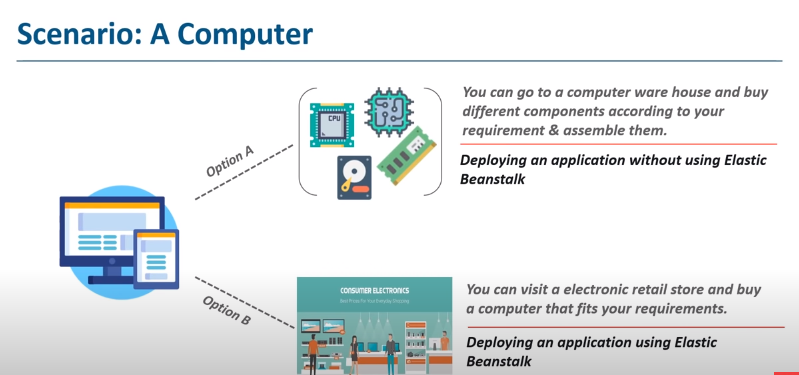 Scenario: A Computer
You can go to a computer ware house and buy
different components according to your
requirement & assemble them.
Deploying an application without using Elastic
Beanstalk
Option A
CPU
Option B
CONSUMER ELECTRONICS
Best Prices For Your Everyday Shopping
You can visit a electronic retail store and buy
a computer that fits your requirements.
Deploying an application using Elastic
Beanstalk